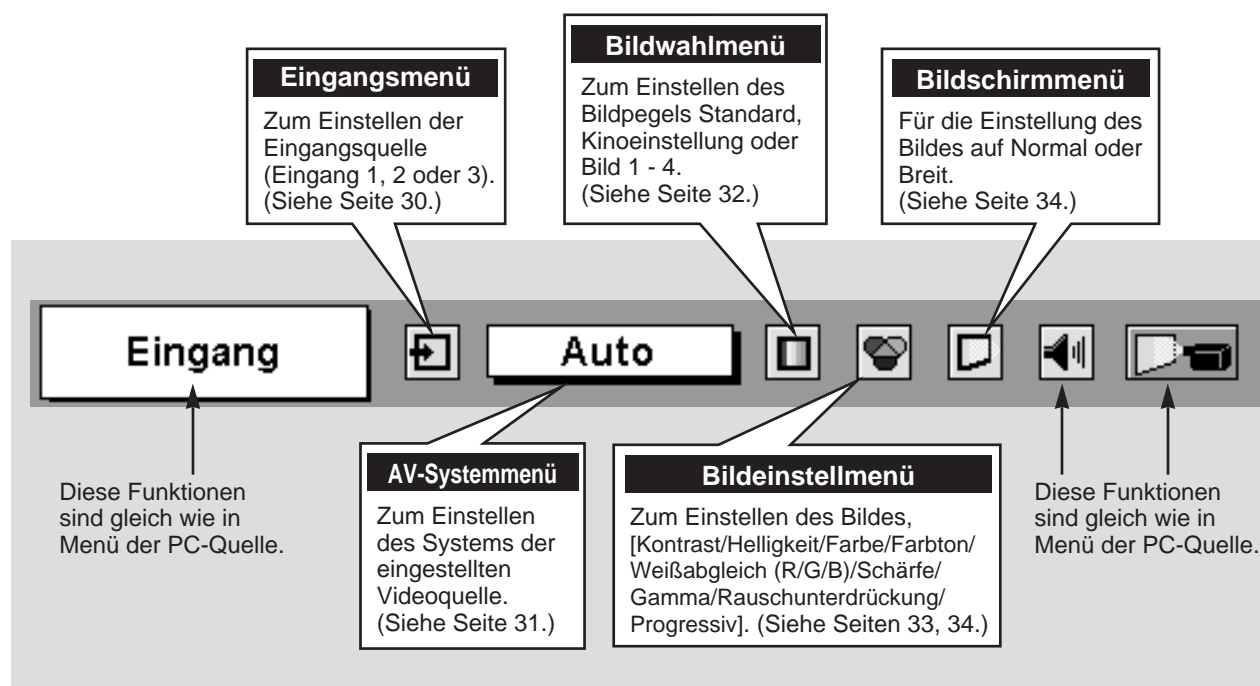 Eingangsmenü
Zum Einstellen der
Eingangsquelle
(Eingang 1, 2 oder 3).
(Siehe Seite 30.)
Bildwahlmenü
Zum Einstellen des
Bildpegels Standard,
Kinoeinstellung oder
Bild 1 - 4.
(Siehe Seite 32.)
Bildschirmmenü
Für die Einstellung des
Bildes auf Normal oder
Breit.
(Siehe Seite 34.)
Eingang
Auto
Diese Funktionen
sind gleich wie in
Menü der PC-Quelle.
AV-Systemmenü
Zum Einstellen
des Systems der
eingestellten
Videoquelle.
(Siehe Seite 31.)
Bildeinstellmenü
Zum Einstellen des Bildes,
[Kontrast/Helligkeit/Farbe/Farbton/
Weißabgleich (R/G/B)/Schärfe/
Gamma/Rauschunterdrückung/
Progressiv]. (Siehe Seiten 33, 34.)
Diese Funktionen
sind gleich wie in
Menü der PC-Quelle.